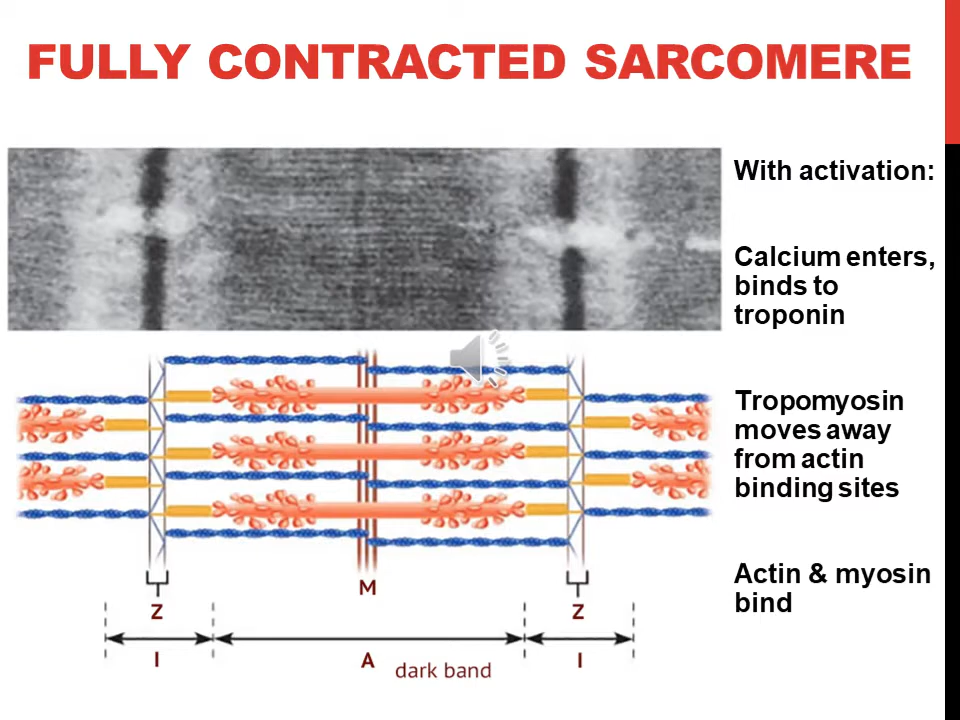 FULLY CONTRACTED SARCOMERE
With activation:
Calcium enters,
binds to
troponin
Tropomyosin
moves away
from actin
binding sites
Actin & myosin
bind
Z
M
Z
I
A
dark band
I